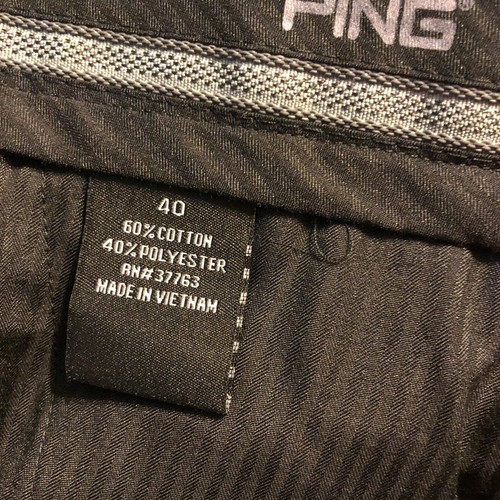 PING®
40
60%COTTON
40%POLYESTER
RN#37763
MADE IN VIETNAM